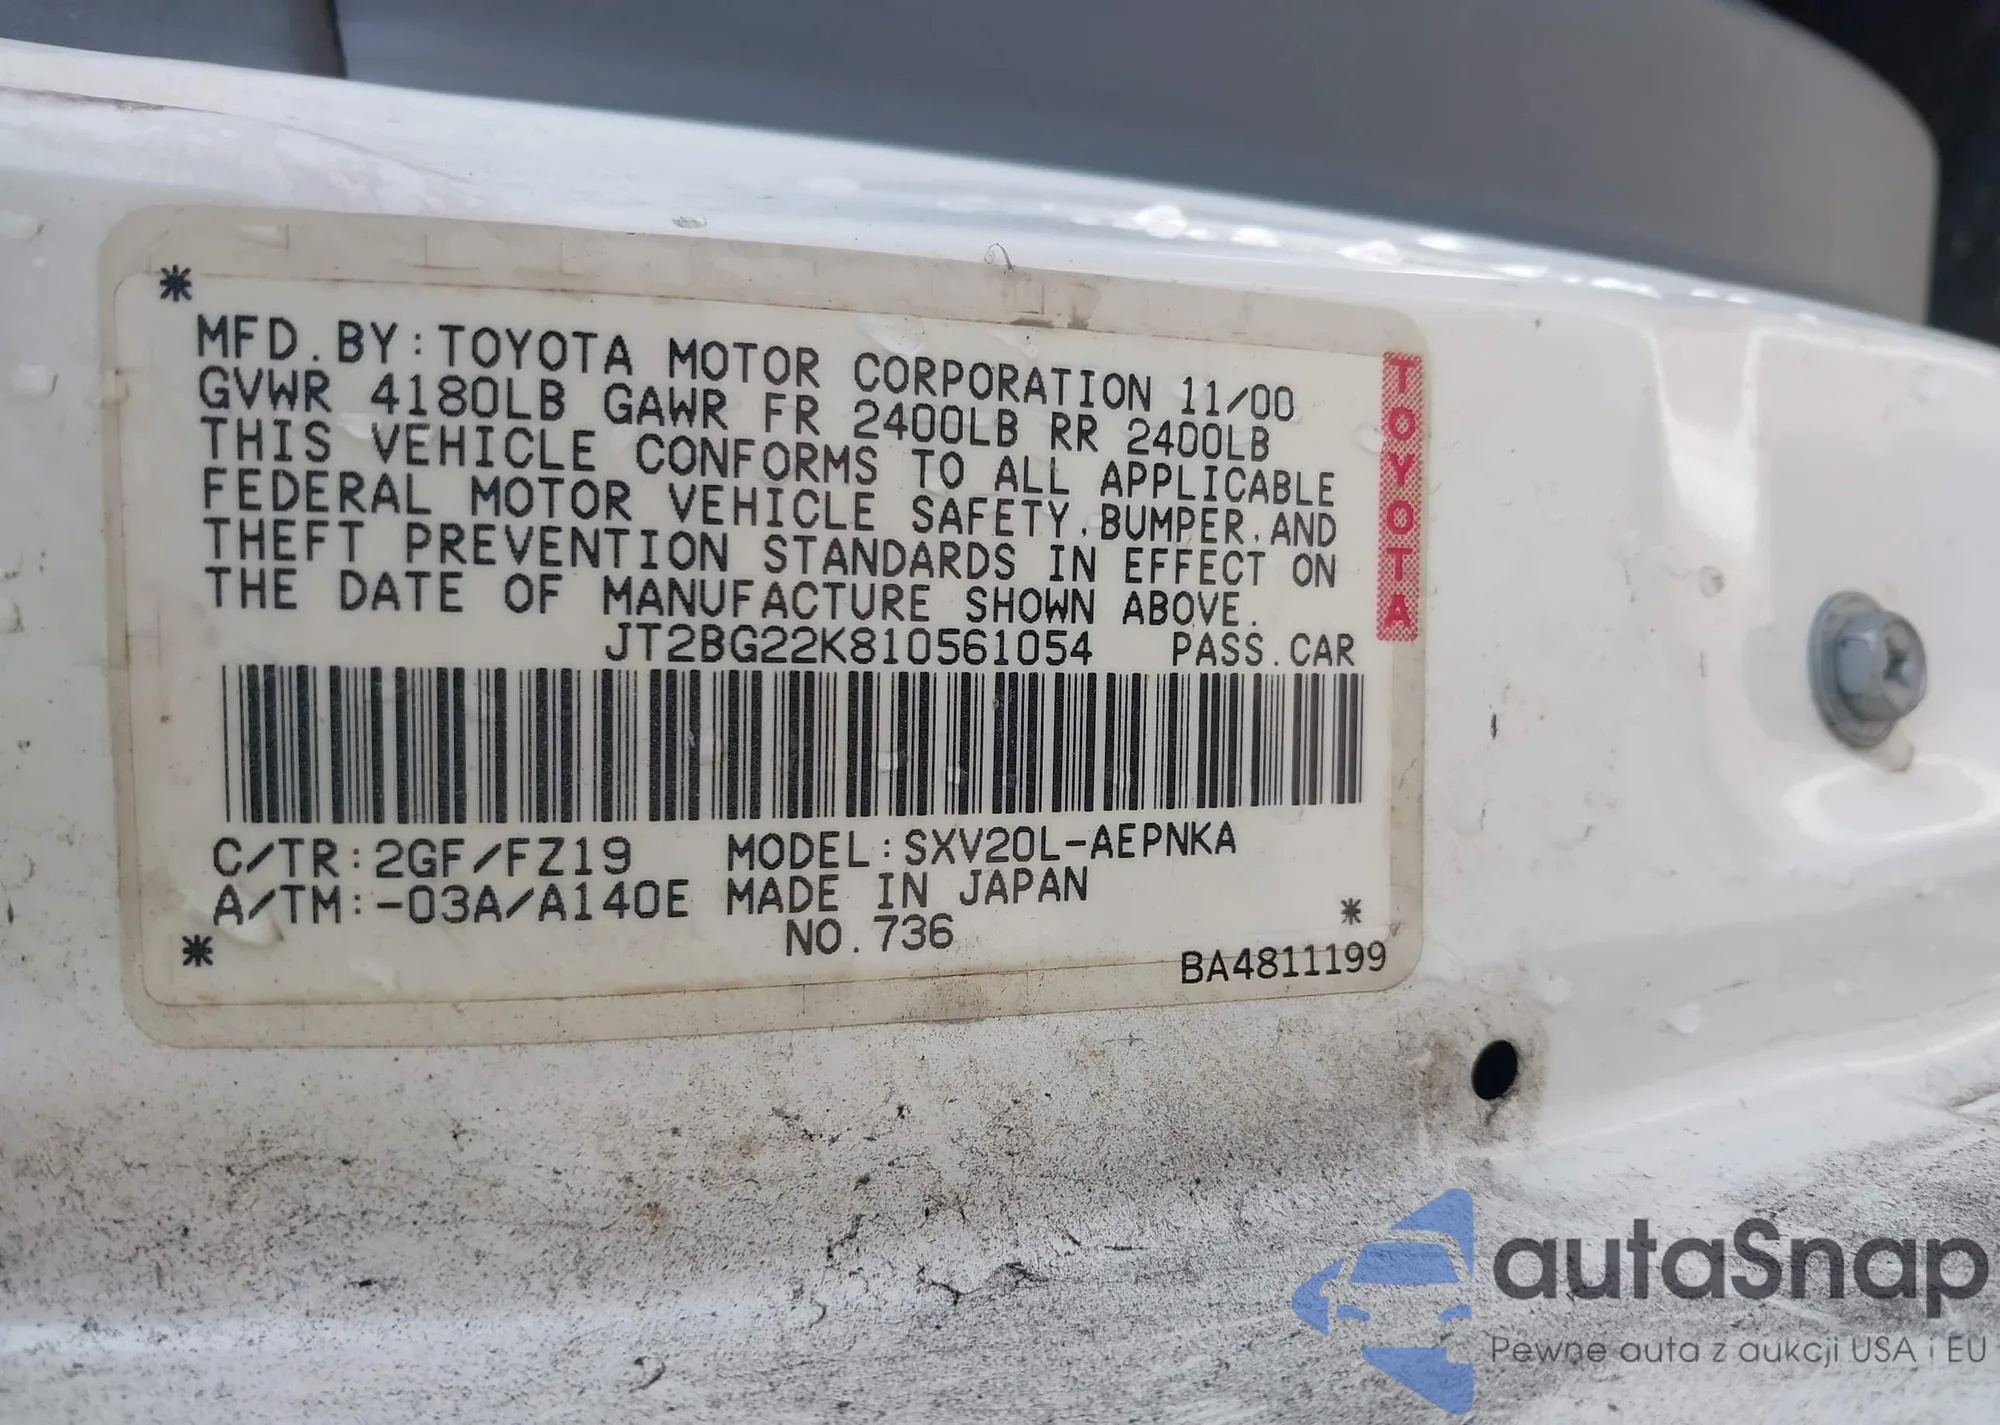 MFD.BY:TOYOTA MOTOR CORPORATION 11/00
GVWR 4180LB GAWR FR 2400LB RR 2400LB
THIS VEHICLE CONFORMS TO ALL APPLICABLE
FEDERAL MOTOR VEHICLE SAFETY,BUMPER,AND
THEFT PREVENTION STANDARDS IN EFFECT ON
THE DATE OF MANUFACTURE SHOWN ABOVE.
JT2BG22K810561054 PASS.CAR
TOYOTA
C/TR:2GF/FZ19 MODEL:SXV20L-AEPNKA
A/TM:-03A/A140E MADE IN JAPAN
NO.736
BA4811199
autaSnap
Pewne auta z aukcji USA i EU